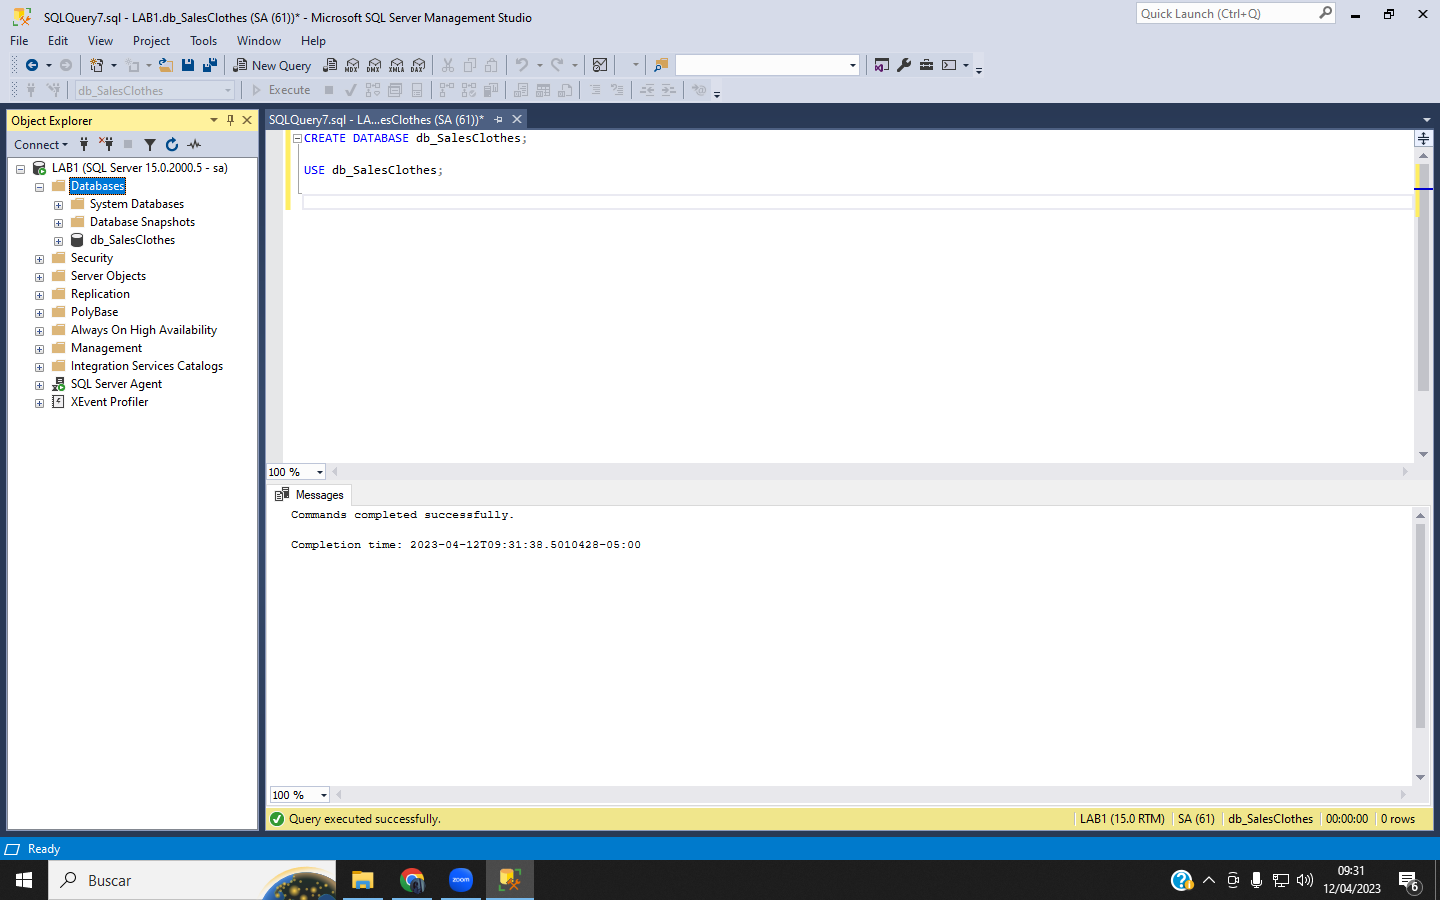 SQLQuery7.sql - LAB1.db_SalesClothes (SA (61))* - Microsoft SQL Server Management Studio
Quick Launch (Ctrl+Q)
File Edit View Project Tools Window Help
New Query
MDX DMX XMLA DAX
db_SalesClothes
Execute
Object Explorer
SQLQuery7.sql - LA...esClothes (SA (61))*
Connect
CREATE DATABASE db_SalesClothes;
USE db_SalesClothes;
LAB1 (SQL Server 15.0.2000.5 - sa)
Databases
System Databases
Database Snapshots
db_SalesClothes
Security
Server Objects
Replication
PolyBase
Always On High Availability
Management
Integration Services Catalogs
SQL Server Agent
XEvent Profiler
100 %
Messages
Commands completed successfully.
Completion time: 2023-04-12T09:31:38.5010428-05:00
100 %
Query executed successfully.
LAB1 (15.0 RTM)
SA (61)
db_SalesClothes
00:00:00
0 rows
Ready
Buscar
zoom
09:31
12/04/2023
6